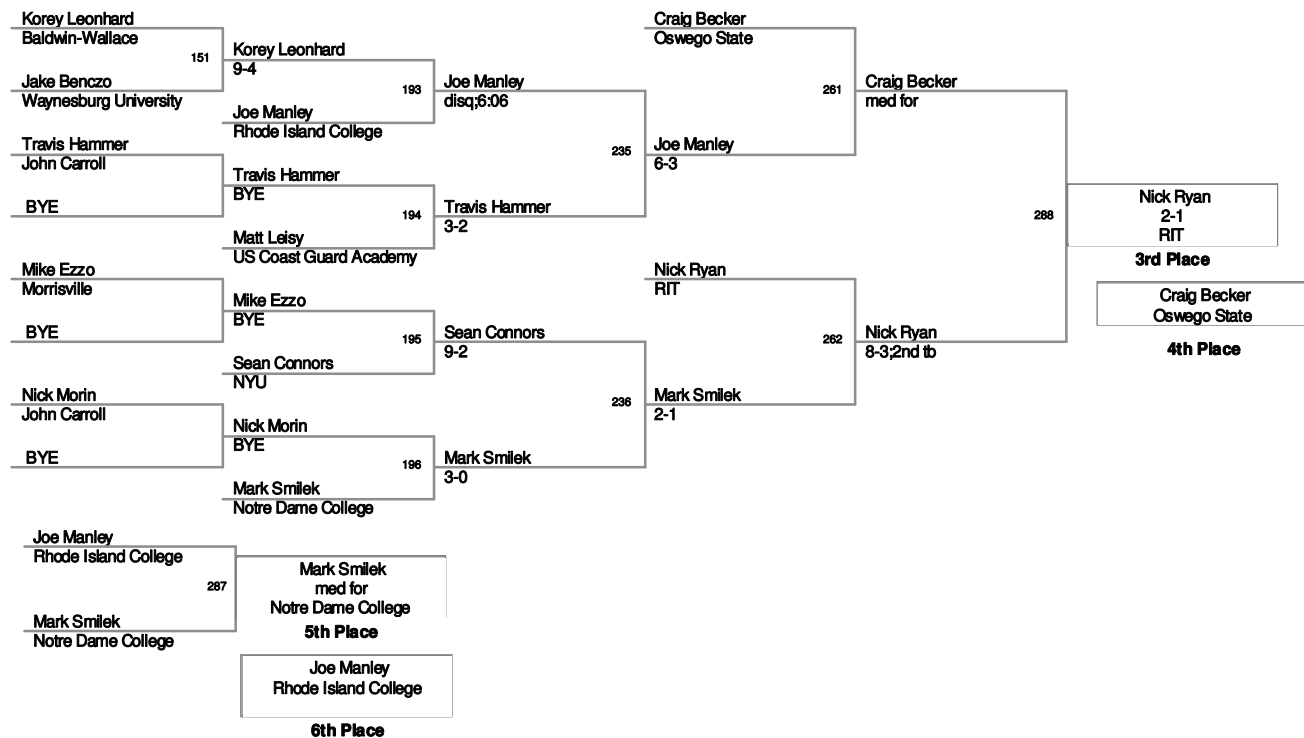 Korey Leonhard
Baldwin-Wallace
151
Jake Benczo
Waynesburg University
Travis Hammer
John Carroll
BYE
Mike Ezzo
Morrisville
BYE
Nick Morin
John Carroll
BYE
Korey Leonhard
9-4
193
Joe Manley
Rhode Island College
Travis Hammer
BYE
194
Matt Leisy
US Coast Guard Academy
Mike Ezzo
BYE
195
Sean Connors
NYU
Nick Morin
BYE
196
Mark Smilek
Notre Dame College
Joe Manley
disq;6:06
235
Travis Hammer
3-2
Sean Connors
9-2
236
Mark Smilek
3-0
Craig Becker
Oswego State
261
Joe Manley
6-3
Nick Ryan
RIT
262
Mark Smilek
2-1
Craig Becker
med for
288
Nick Ryan
8-3;2nd tb
Nick Ryan
2-1
RIT
3rd Place
Craig Becker
Oswego State
4th Place
Joe Manley
Rhode Island College
287
Mark Smilek
Notre Dame College
Mark Smilek
med for
Notre Dame College
5th Place
Joe Manley
Rhode Island College
6th Place